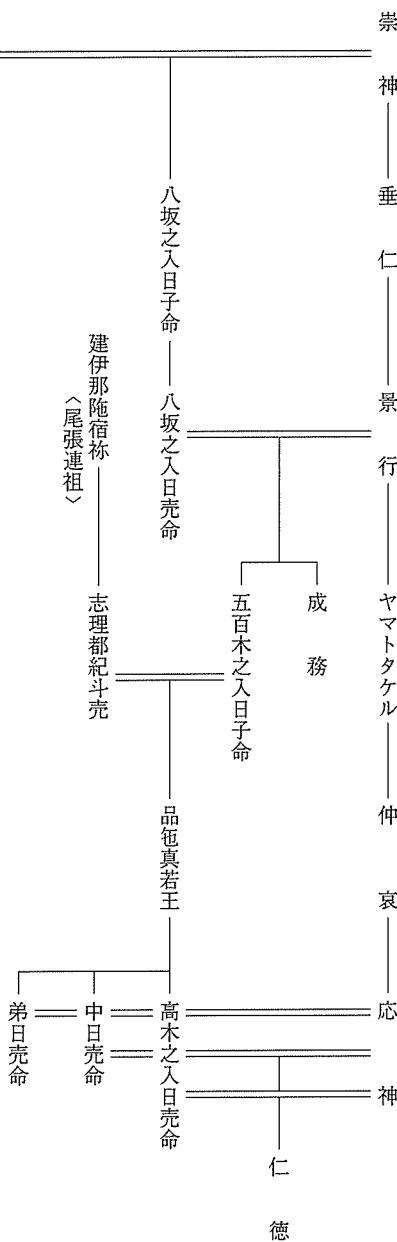 崇神
垂仁
景行
ヤマトタケル
仲哀
応神
成務
仁徳
五百木之入日子命
八坂之入日子命
八坂之入日売命
品陀真若王
高木之入日売命
建伊那陁宿祢
〈尾張連祖〉
志理都紀斗売
中日売命
弟日売命